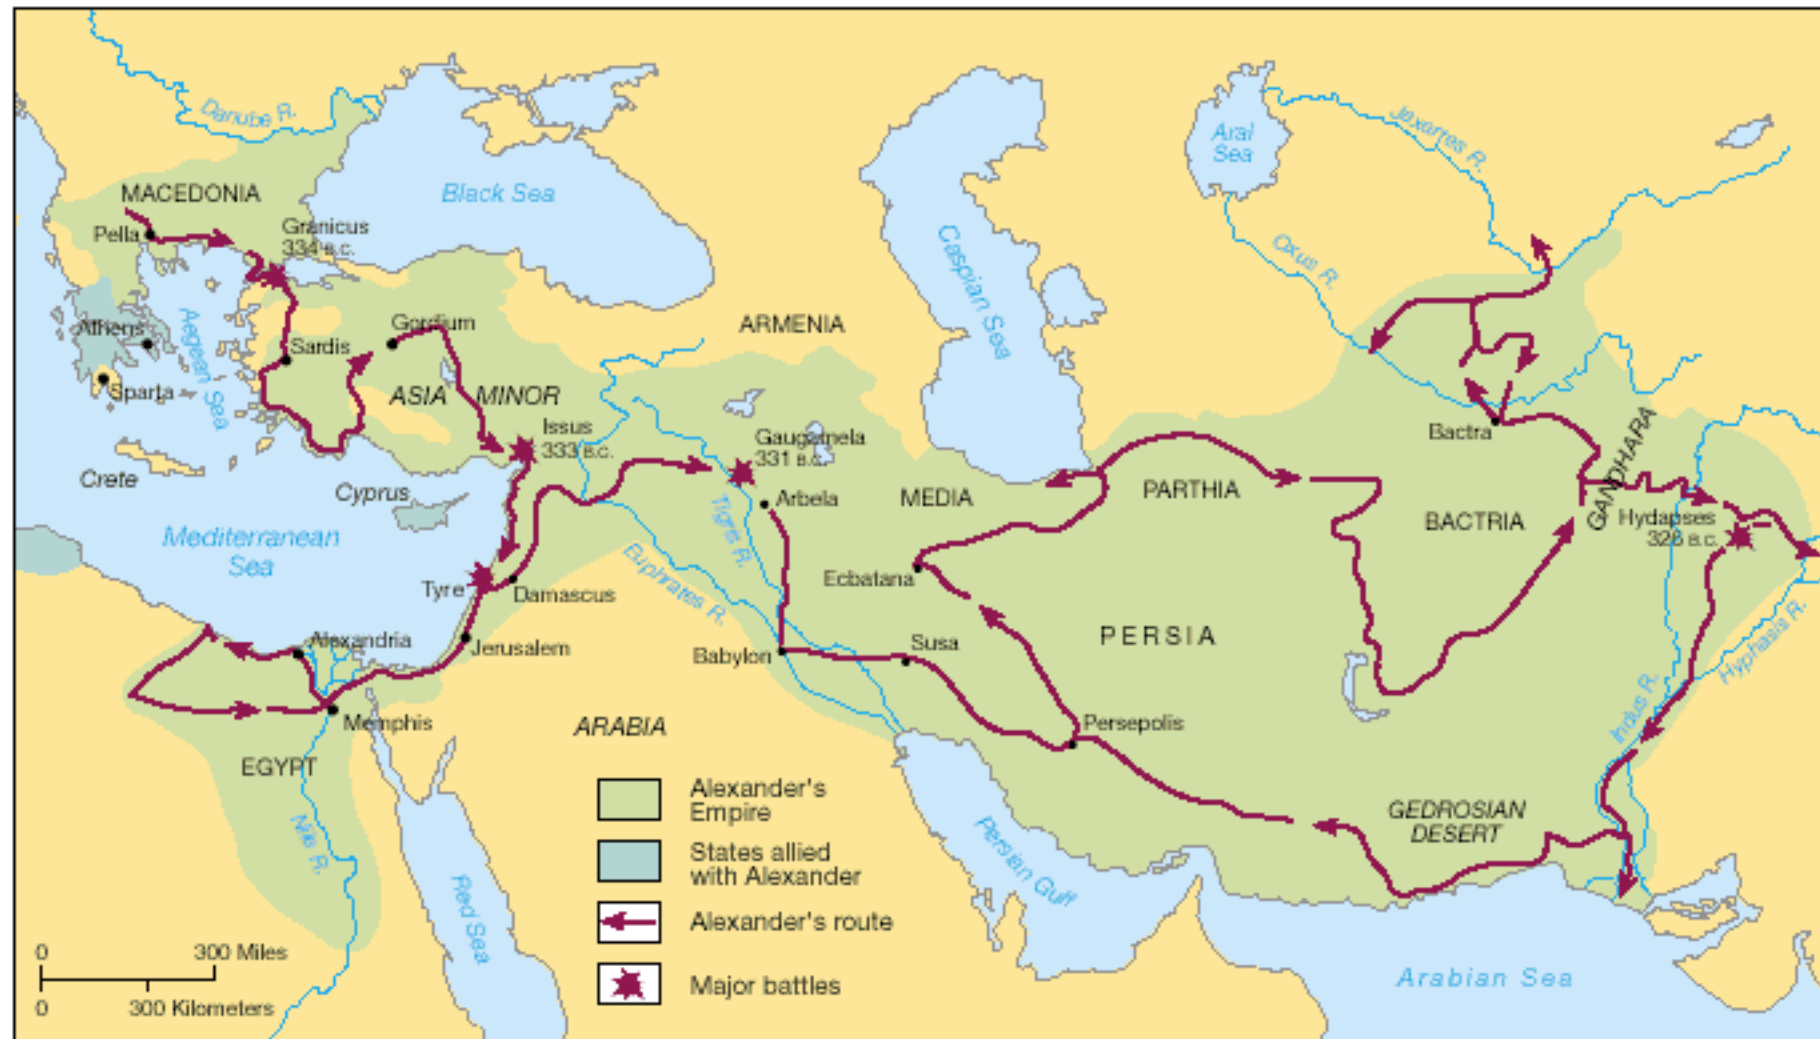 Danube R.
MACEDONIA
Pella
Granicus
334 B.C.
Black Sea
Caspian Sea
Aral
Sea
Jaxartes R.
Oxus R.
Athens
Sparta
Aegean Sea
Sardis
Gordium
ASIA MINOR
ARMENIA
Issus
333 B.C.
Gaugamela
331 B.C.
Arbela
Tigris R.
Euphrates R.
MEDIA
PARTHIA
BACTRIA
Bactra
GANDHARA
Hydapses
326 B.C.
Crete
Cyprus
Mediterranean
Sea
Tyre
Damascus
Jerusalem
Alexandria
Memphis
EGYPT
Nile R.
Red Sea
ARABIA
Babylon
Susa
Ecbatana
PERSIA
Persepolis
Persian Gulf
GEDROSIAN
DESERT
Indus R.
Hyphasis R.
Arabian Sea
Alexander's
Empire
States allied
with Alexander
Alexander's route
Major battles
0 300 Miles
0 300 Kilometers